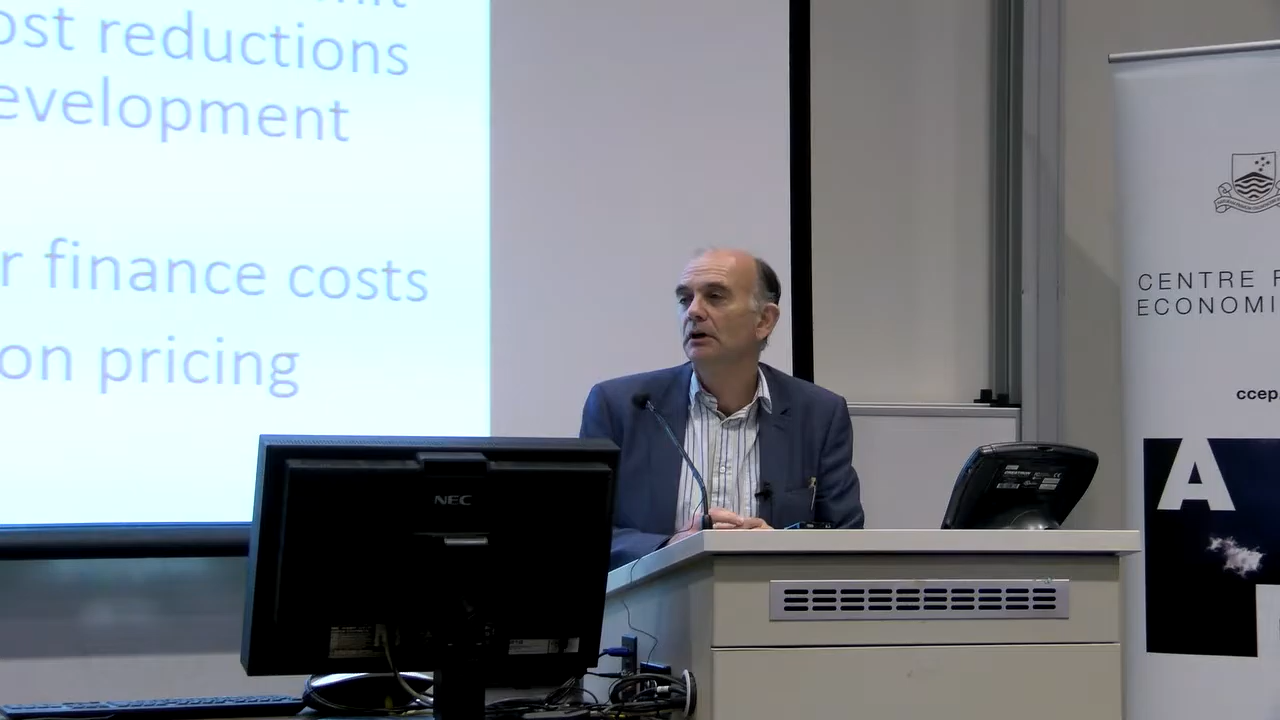 ost reductions
evelopment
r finance costs
on pricing
NEC
CENTRE
ECONOMI
ccep
A